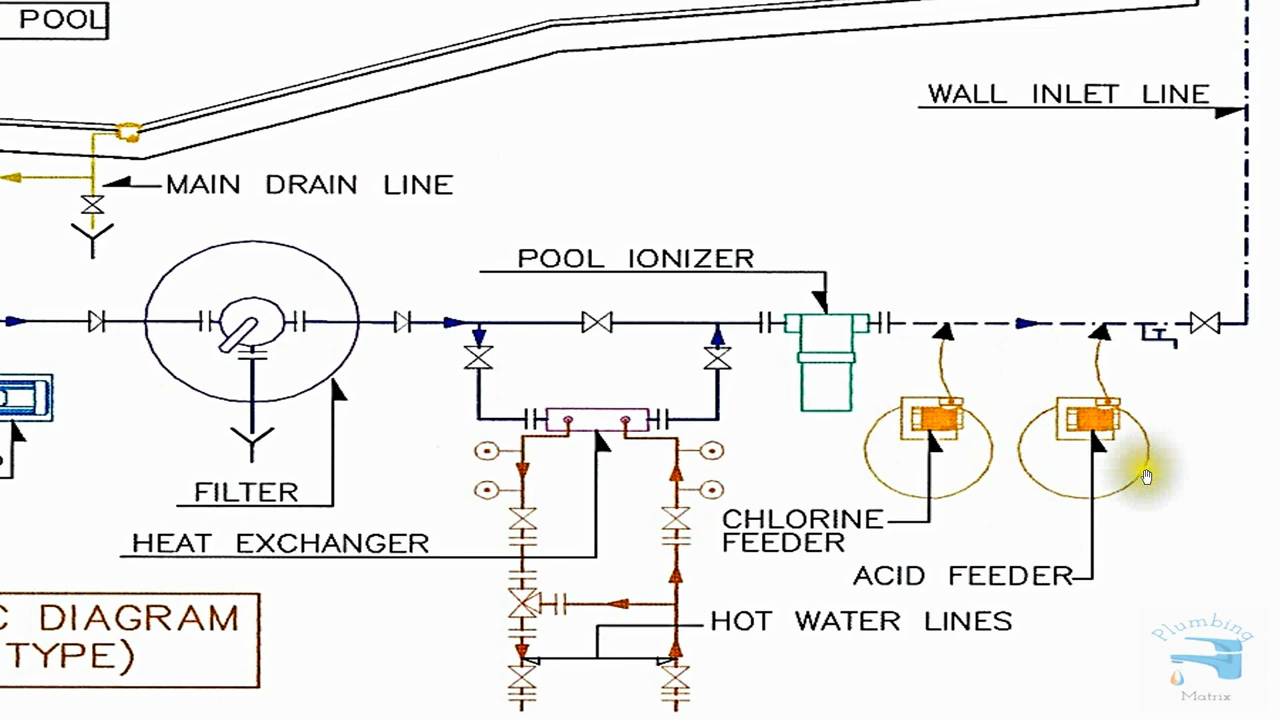 POOL
WALL INLET LINE
MAIN DRAIN LINE
POOL IONIZER
FILTER
HEAT EXCHANGER
CHLORINE
FEEDER
ACID FEEDER
HOT WATER LINES
C DIAGRAM
TYPE)
Plumbing
Matrix